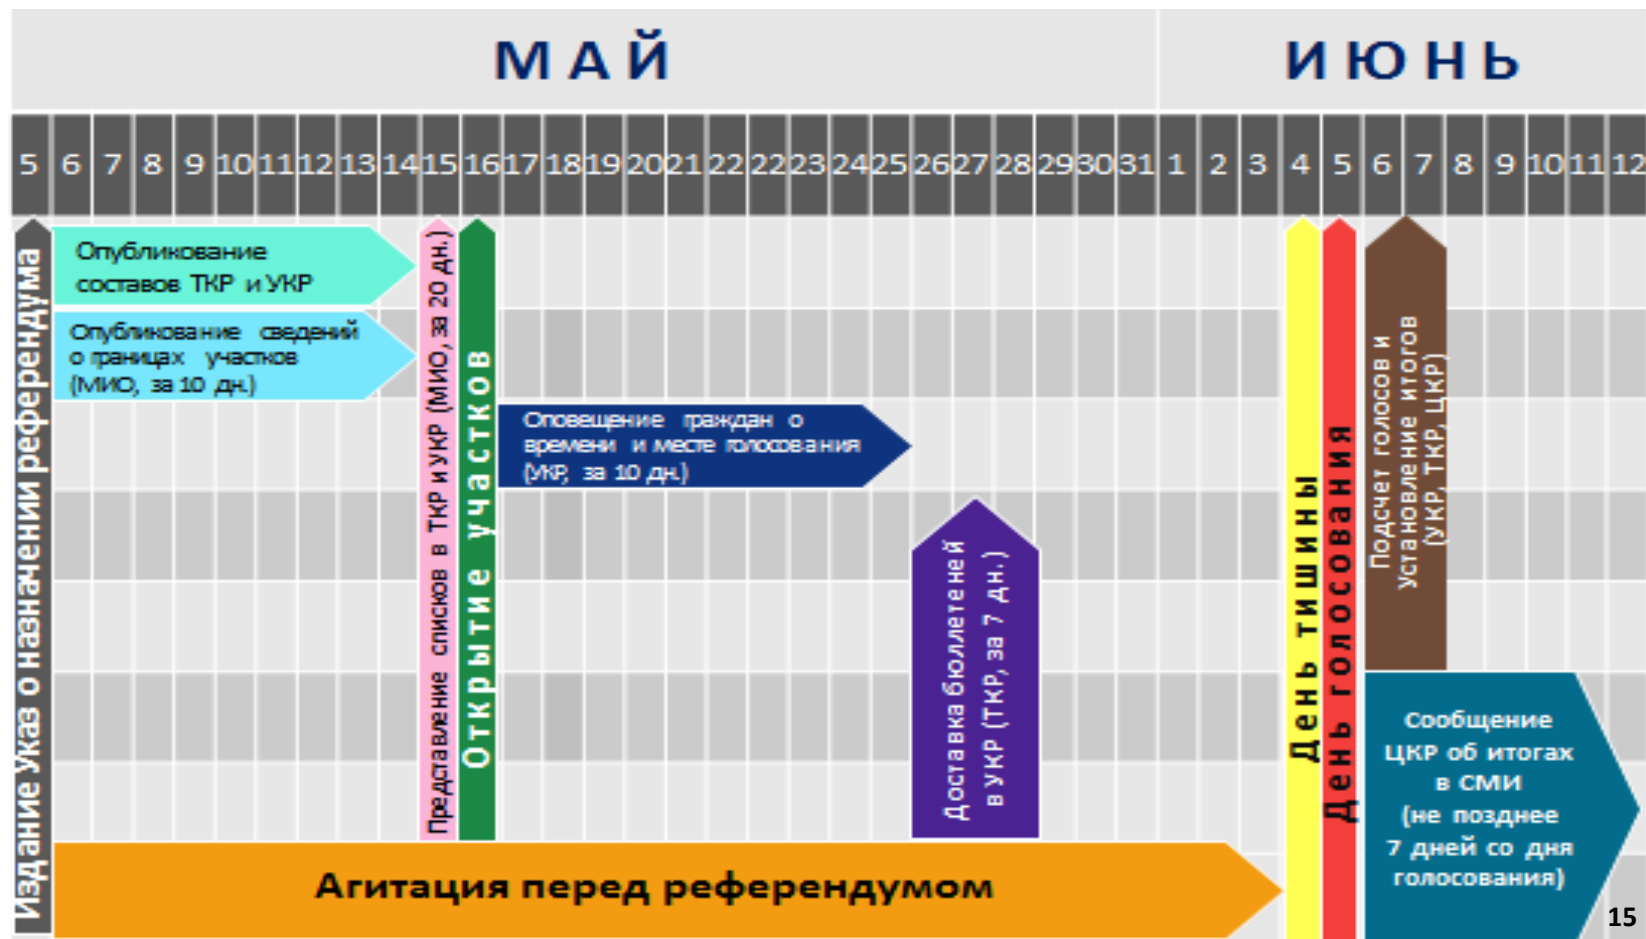 МАЙ
ИЮНЬ
5 6 7 8 9 10 11 12 13 14 15 16 17 18 19 20 21 22 22 23 24 25 26 27 28 29 30 31 1 2 3 4 5 6 7 8 9 10 11 12
Издание Указ о назначении референдума
Опубликование
составов ТКР и УКР
Опубликование сведений
о границах участков
(МИО, за 10 дн.)
Представление списков в ТКР и УКР (МИО, за 20 дн.)
Открытие участков
Оповещение граждан о
времени и месте голосования
(УКР, за 10 дн.)
Доставка бюллетеней
в УКР (ТКР, за 7 дн.)
День тишины
День голосования
Подсчет голосов и
Установление итогов
(УКР, ТКР, ЦКР)
Сообщение
ЦКР об итогах
в СМИ
(не позднее
7 дней со дня
голосования)
Агитация перед референдумом
15